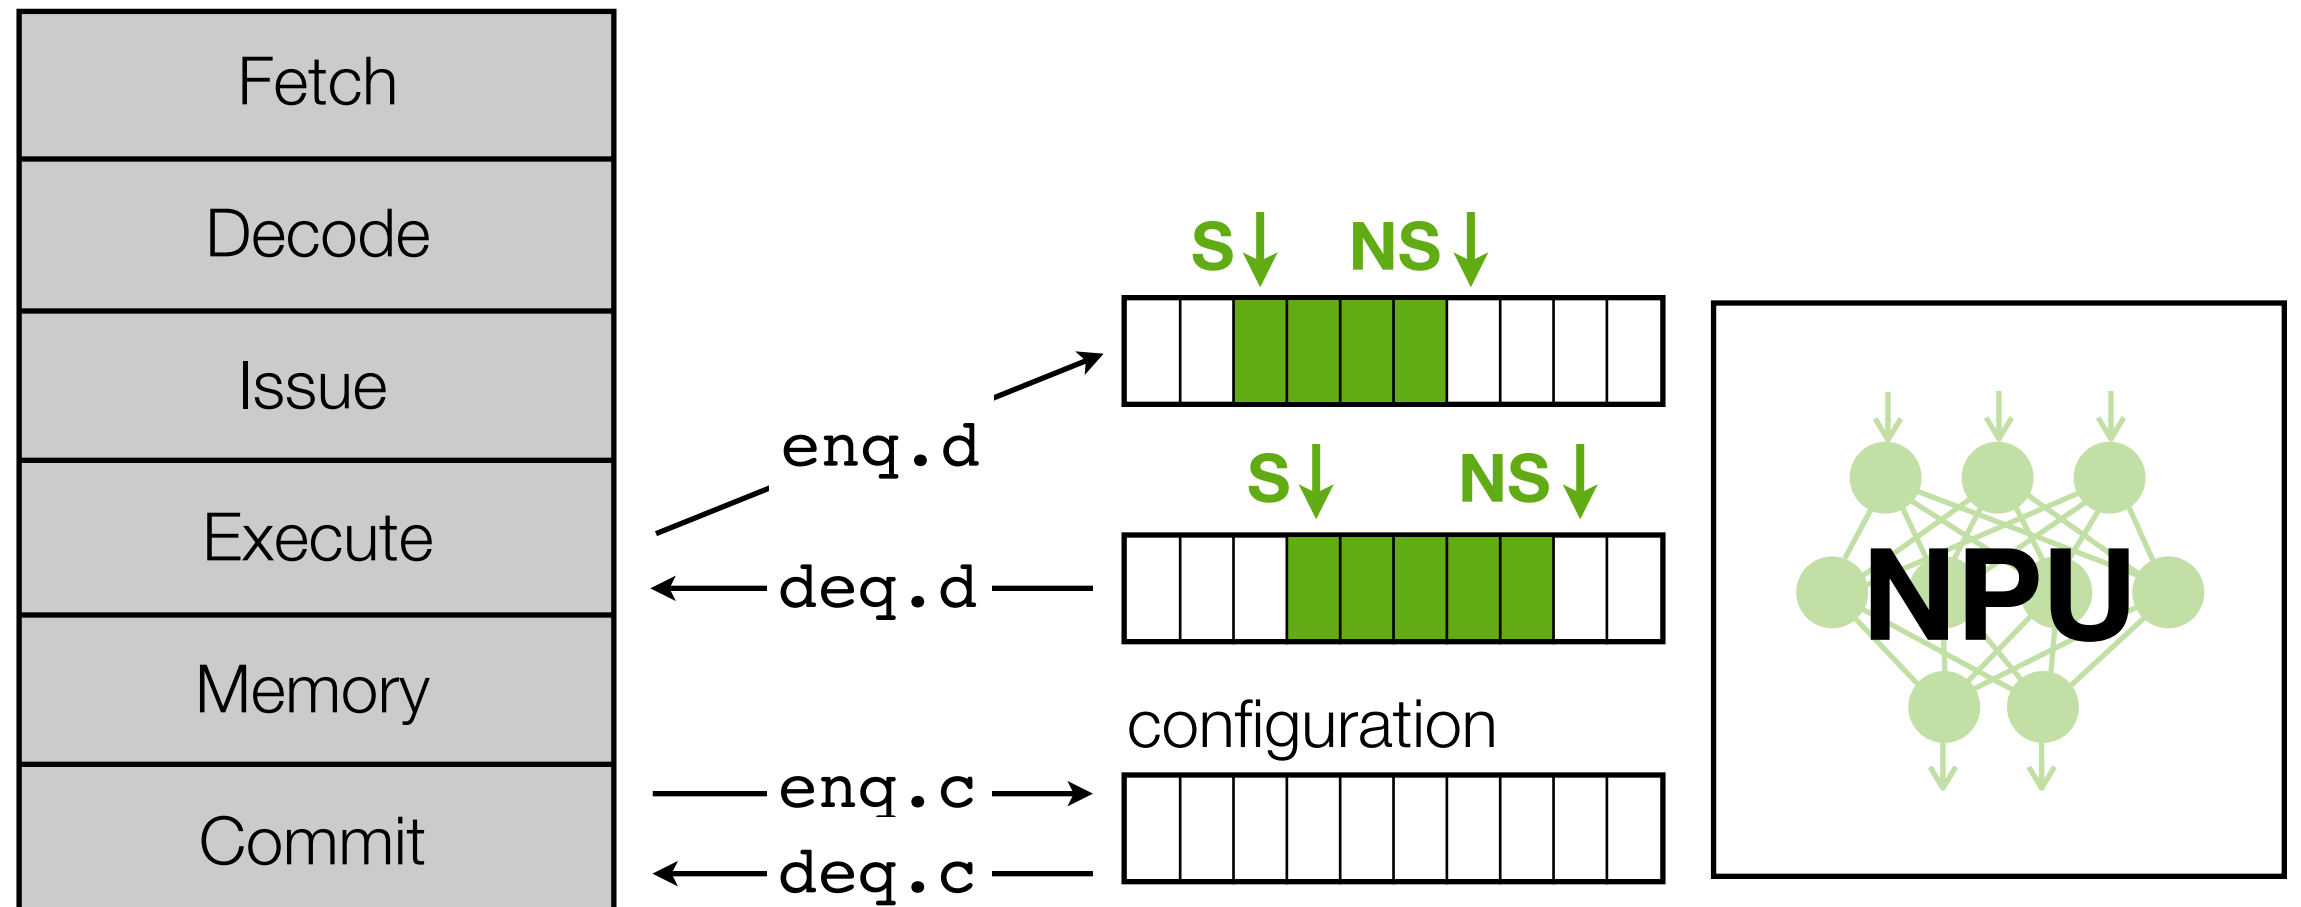 Fetch
Decode
Issue
Execute
Memory
Commit
enq.d
deq.d
enq.c
deq.c
S NS
S NS
configuration
NPU